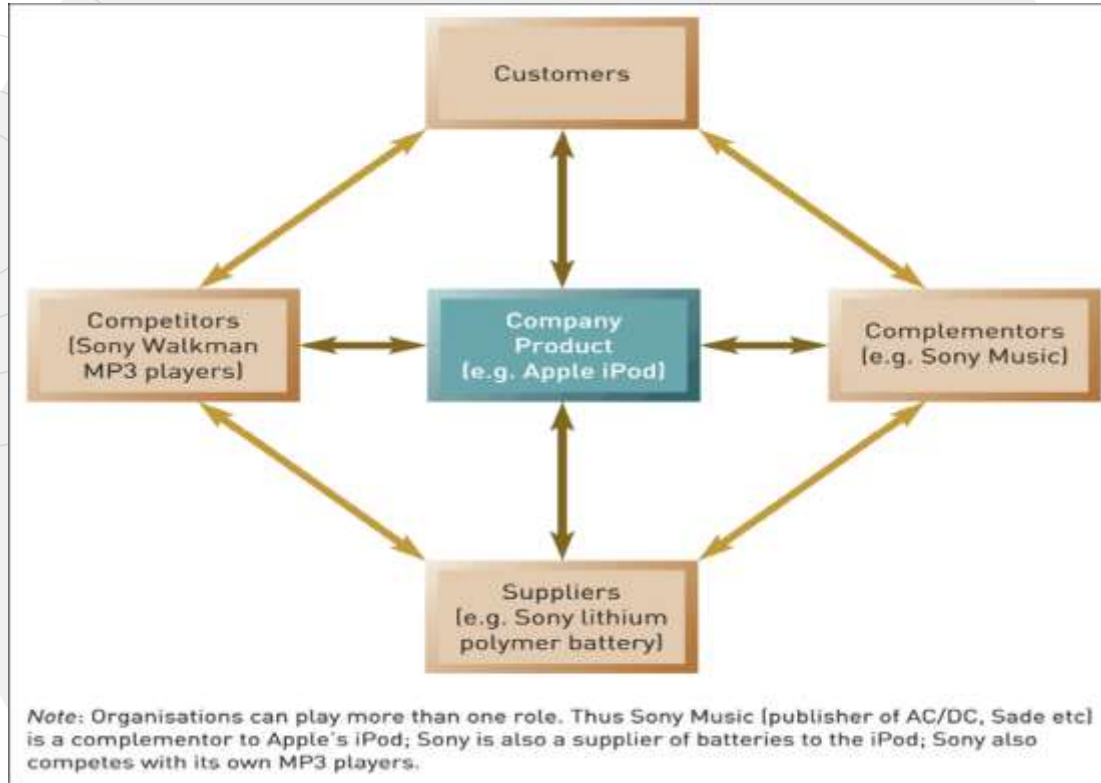 Customers
Competitors
(Sony Walkman
MP3 players)
Company
Product
(e.g. Apple iPod)
Complementors
(e.g. Sony Music)
Suppliers
(e.g. Sony lithium
polymer battery)
Note: Organisations can play more than one role. Thus Sony Music (publisher of AC/DC, Sade etc)
is a complementor to Apple's iPod; Sony is also a supplier of batteries to the iPod; Sony also
competes with its own MP3 players.